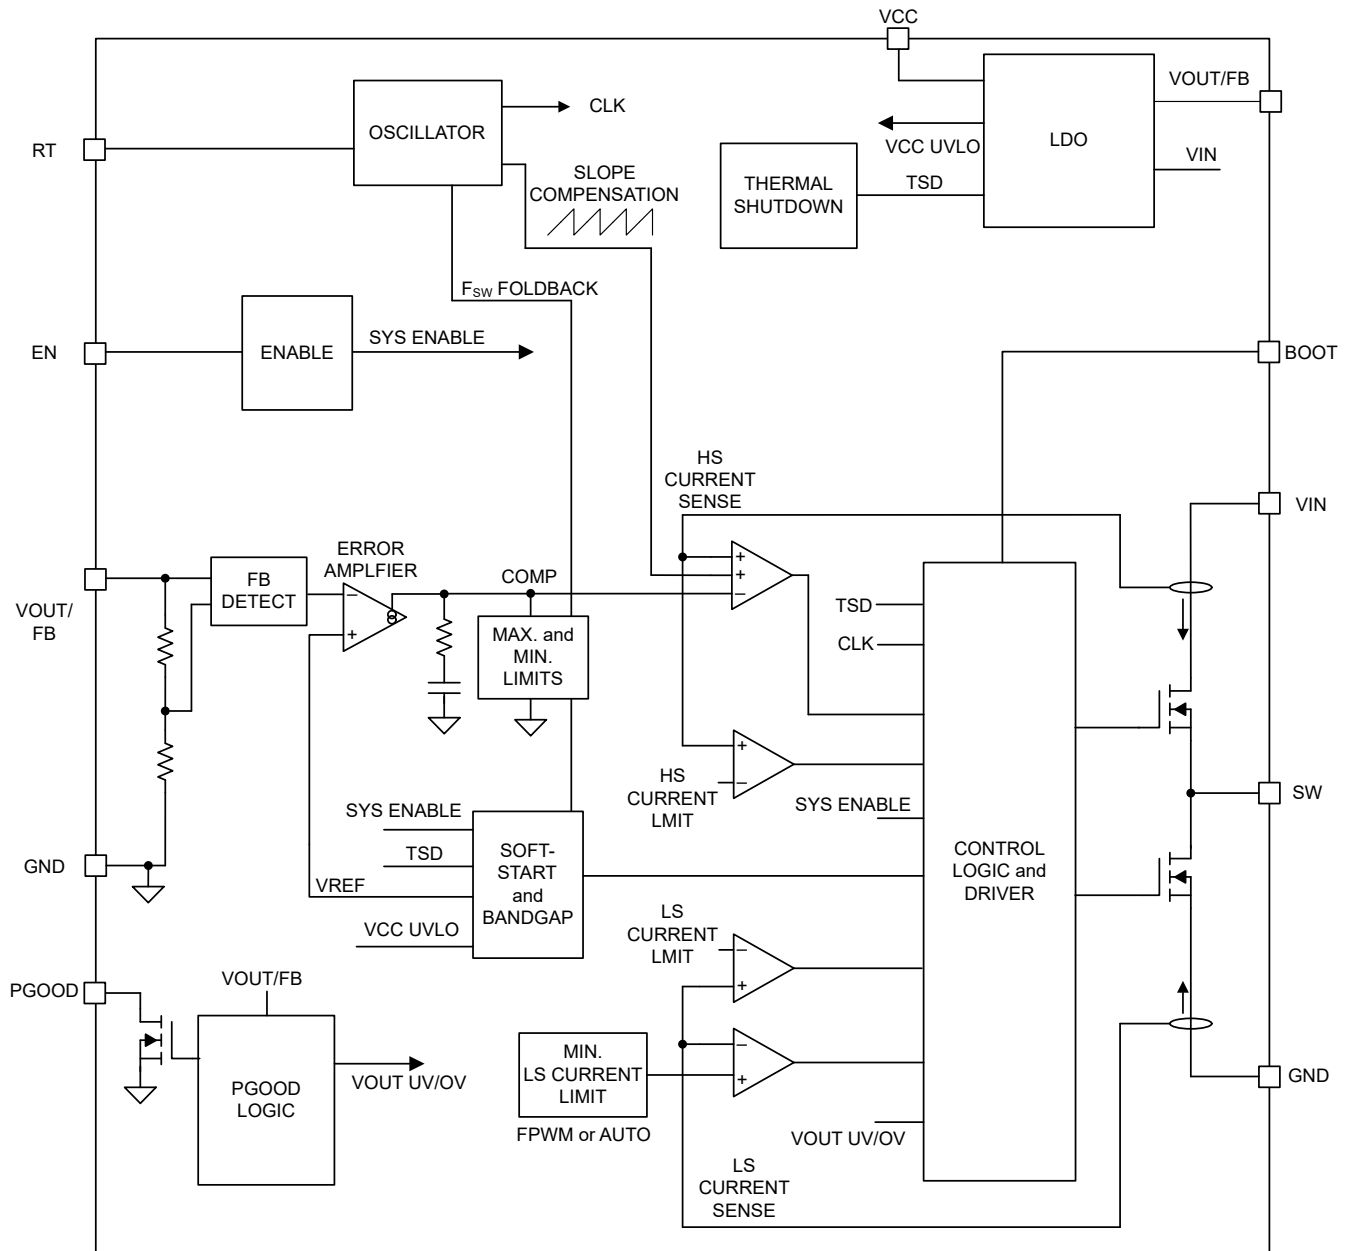 VCC
OSCILLATOR
CLK
RT
SLOPE
COMPENSATION
LDO
VOUT/FB
VCC UVLO
VIN
THERMAL
SHUTDOWN
TSD
FSW FOLDBACK
EN
ENABLE
SYS ENABLE
BOOT
HS
CURRENT
SENSE
VIN
ERROR
AMPLFIER
FB
DETECT
COMP
VOUT/
FB
MAX. and
MIN.
LIMITS
+
+
−
−
+
TSD
CLK
+
−
HS
CURRENT
LMIT
SYS ENABLE
SW
SYS ENABLE
TSD
VREF
VCC UVLO
SOFT-
START
and
BANDGAP
GND
CONTROL
LOGIC and
DRIVER
LS
CURRENT
LMIT
−
+
PGOOD
VOUT/FB
PGOOD
LOGIC
VOUT UV/OV
MIN.
LS CURRENT
LIMIT
FPWM or AUTO
−
+
VOUT UV/OV
GND
LS
CURRENT
SENSE